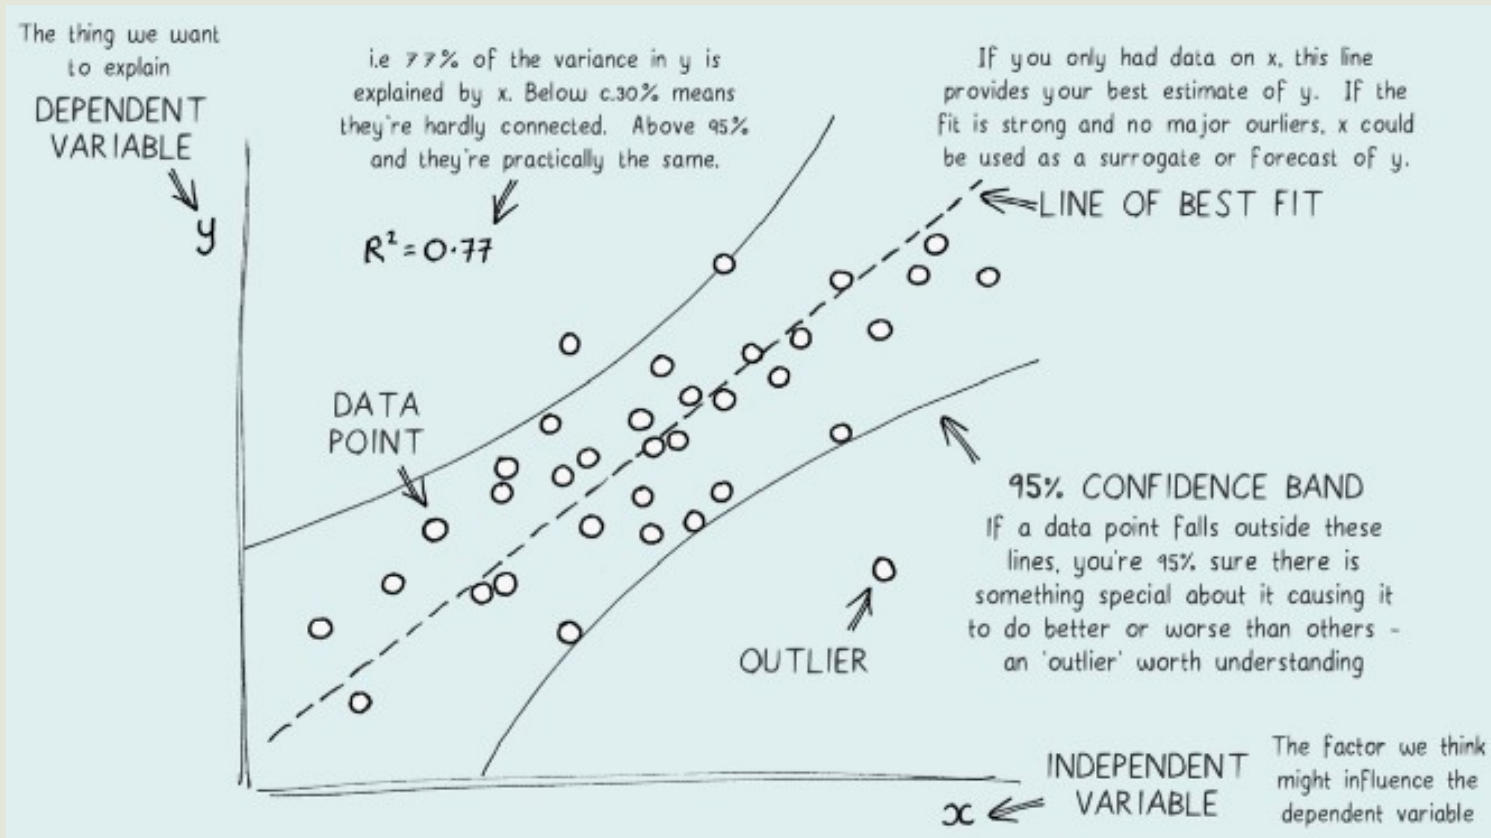 The thing we want
to explain
DEPENDENT
VARIABLE
y
i.e 77% of the variance in y is
explained by x. Below c.30% means
they're hardly connected. Above 95%
and they're practically the same.
R² = 0.77
If you only had data on x, this line
provides your best estimate of y. If the
fit is strong and no major ourliers, x could
be used as a surrogate or forecast of y.
LINE OF BEST FIT
DATA
POINT
95% CONFIDENCE BAND
If a data point falls outside these
lines, you're 95% sure there is
something special about it causing it
to do better or worse than others -
an 'outlier' worth understanding
OUTLIER
INDEPENDENT
VARIABLE
x
The factor we think
might influence the
dependent variable